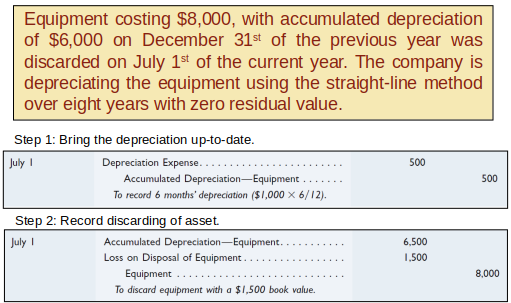 Equipment costing $8,000, with accumulated depreciation
of $6,000 on December 31st of the previous year was
discarded on July 1st of the current year. The company is
depreciating the equipment using the straight-line method
over eight years with zero residual value.
Step 1: Bring the depreciation up-to-date.
July 1 Depreciation Expense. . . . . . . . . . . . . . . . . . . . . . . . 500
Accumulated Depreciation—Equipment . . . . . . . 500
To record 6 months' depreciation ($1,000 × 6/12).
Step 2: Record discarding of asset.
July 1 Accumulated Depreciation—Equipment. . . . . . . . . . . 6,500
Loss on Disposal of Equipment . . . . . . . . . . . . . . . . . 1,500
Equipment . . . . . . . . . . . . . . . . . . . . . . . . . . . . 8,000
To discard equipment with a $1,500 book value.